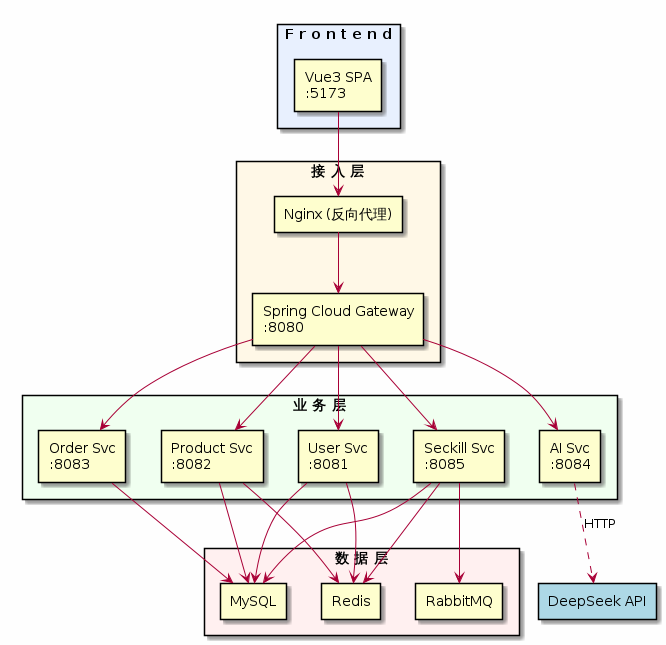 Frontend
Vue3 SPA
:5173
接入层
Nginx (反向代理)
Spring Cloud Gateway
:8080
业务层
Order Svc
:8083
Product Svc
:8082
User Svc
:8081
Seckill Svc
:8085
AI Svc
:8084
HTTP
数据层
MySQL
Redis
RabbitMQ
DeepSeek API